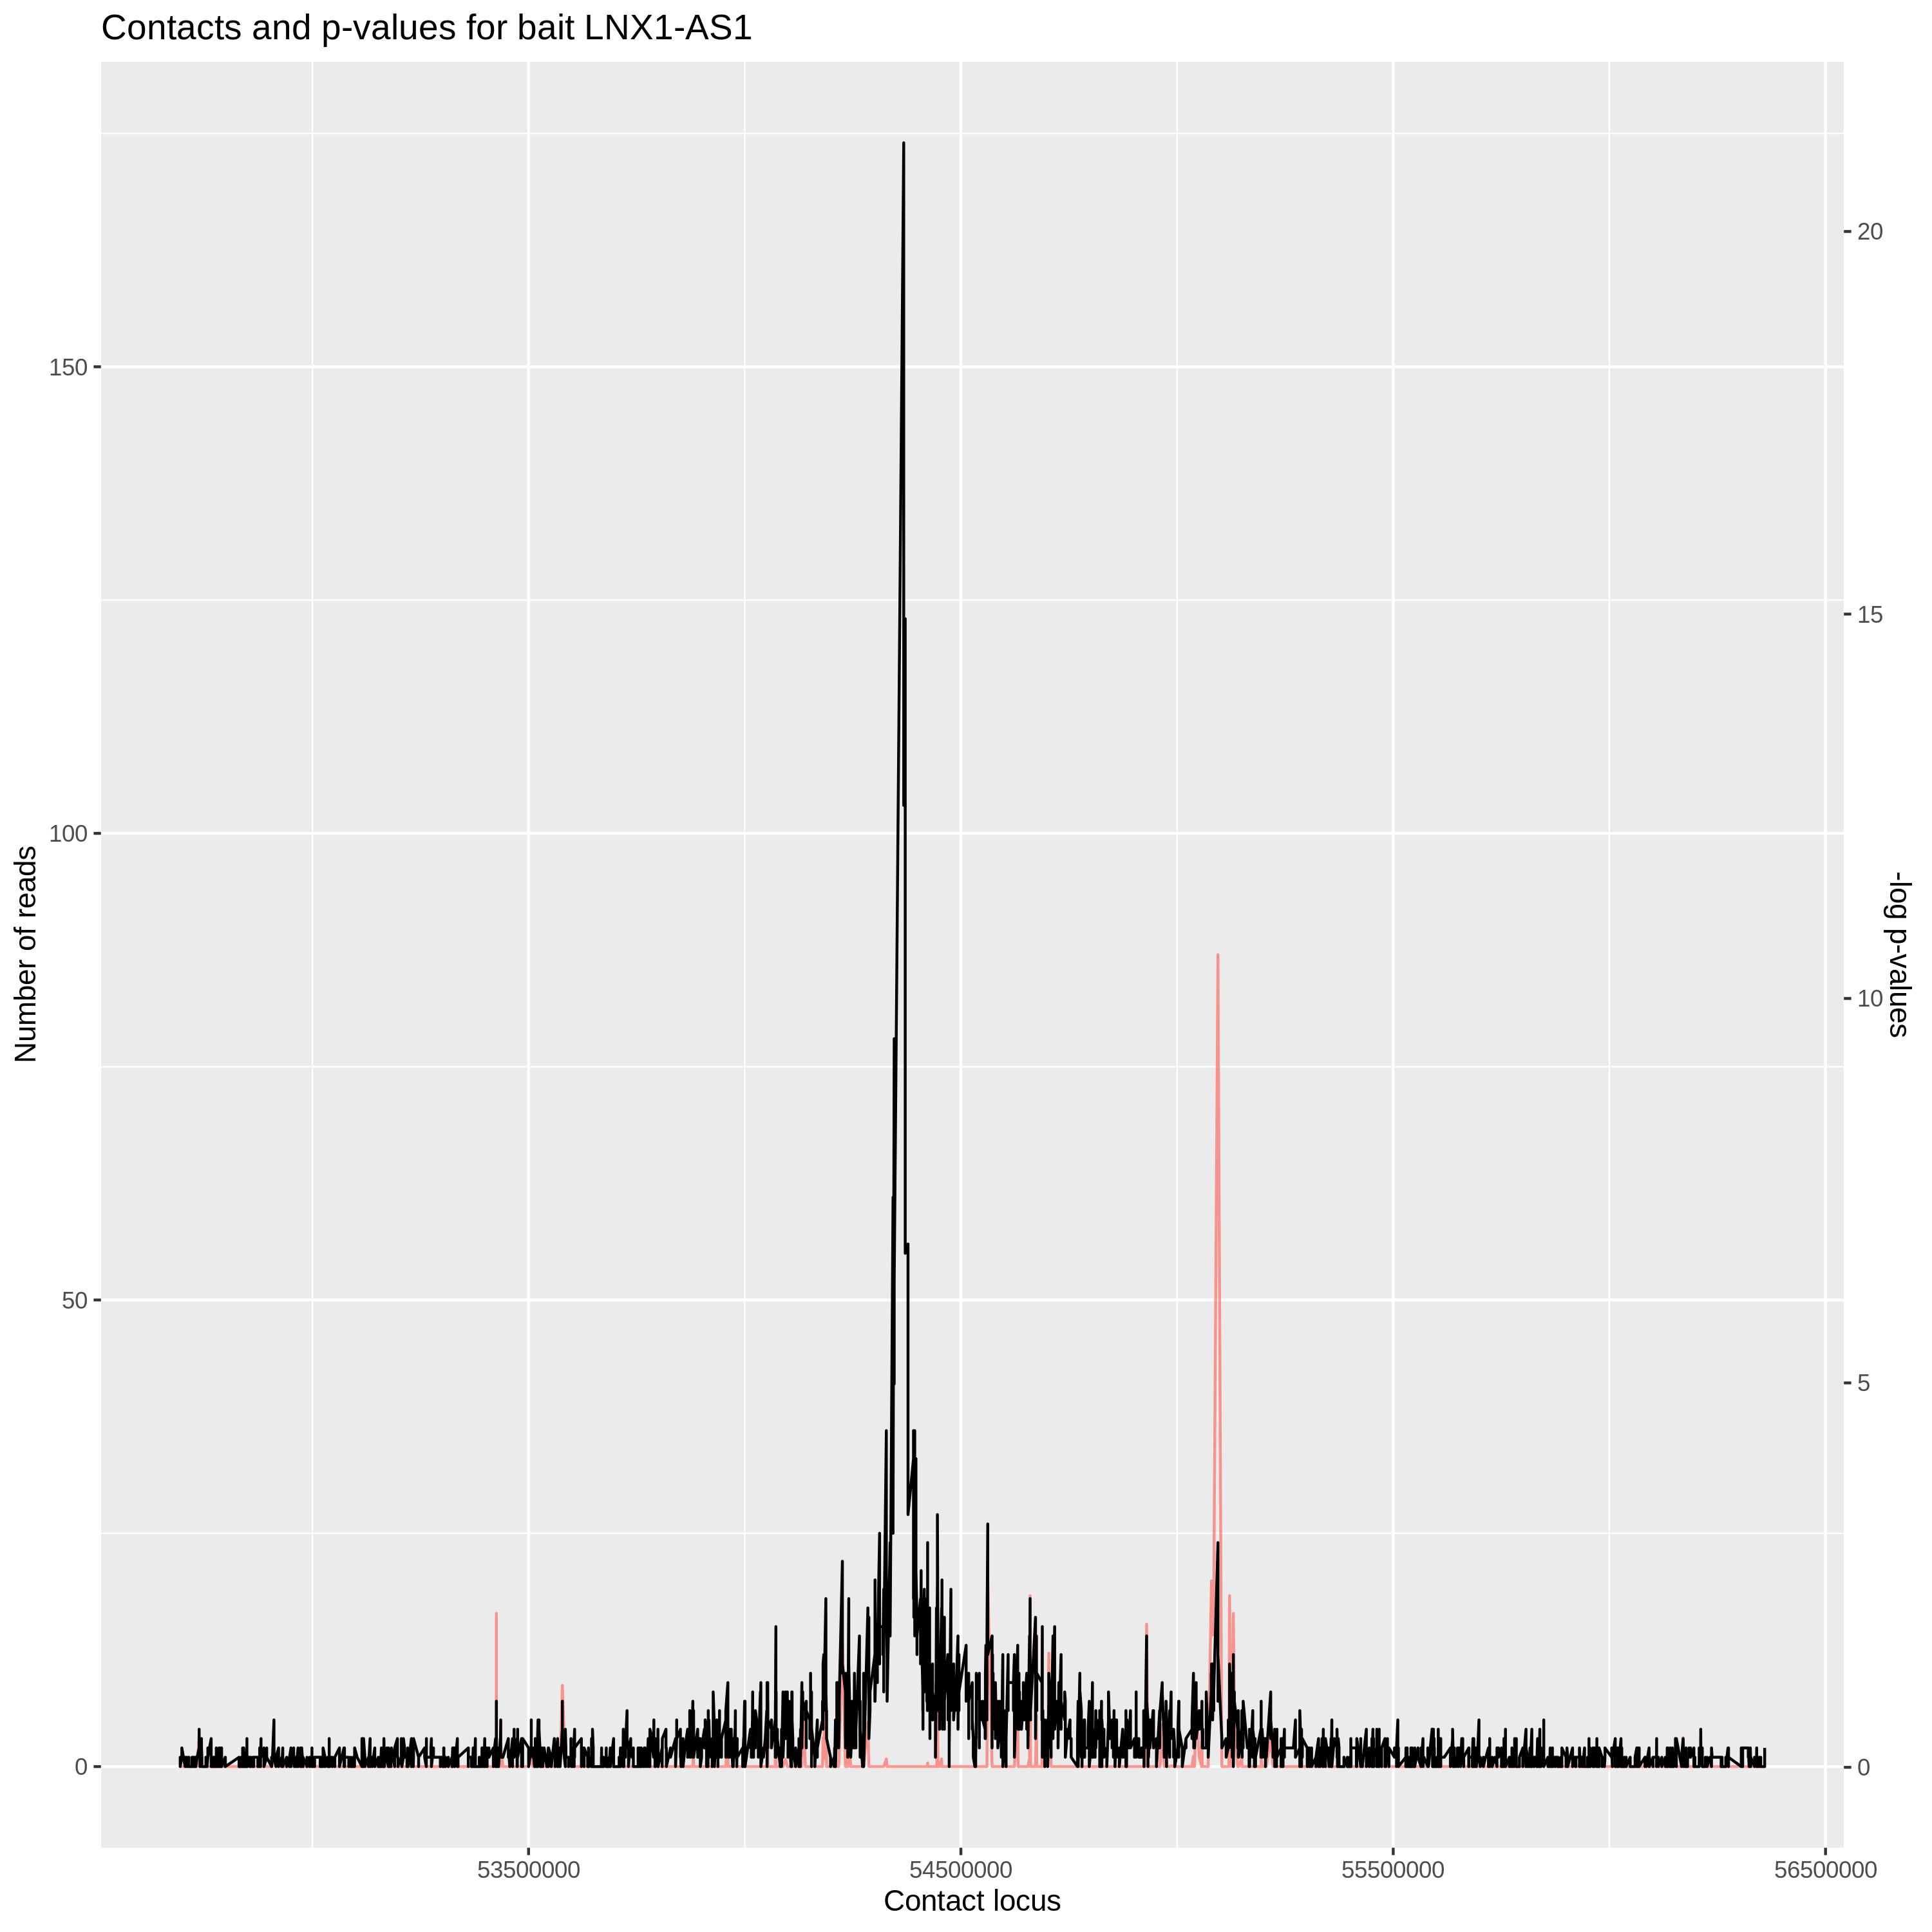 Contacts and p-values for bait LNX1-AS1
150
100
50
0
Number of reads
20
15
10
5
0
-log p-values
53500000 54500000 55500000 56500000
Contact locus